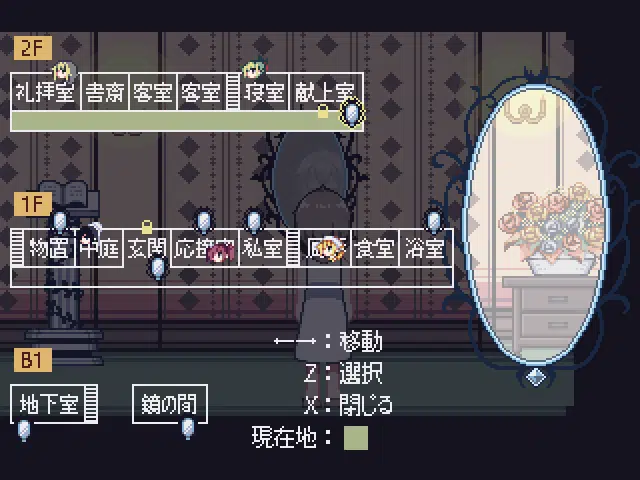 2F
礼拝室 書斎 客室 客室 寝室 献上室
1F
物置 中庭 玄関 応接室 私室 厨房 食室 浴室
B1
地下室 鏡の間
←→：移動
Z：選択
X：閉じる
現在地：